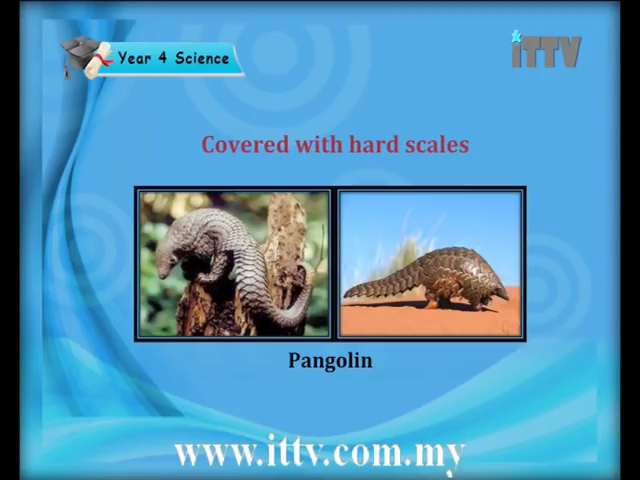 Year 4 Science
iTTV
Covered with hard scales
Pangolin
www.ittv.com.my